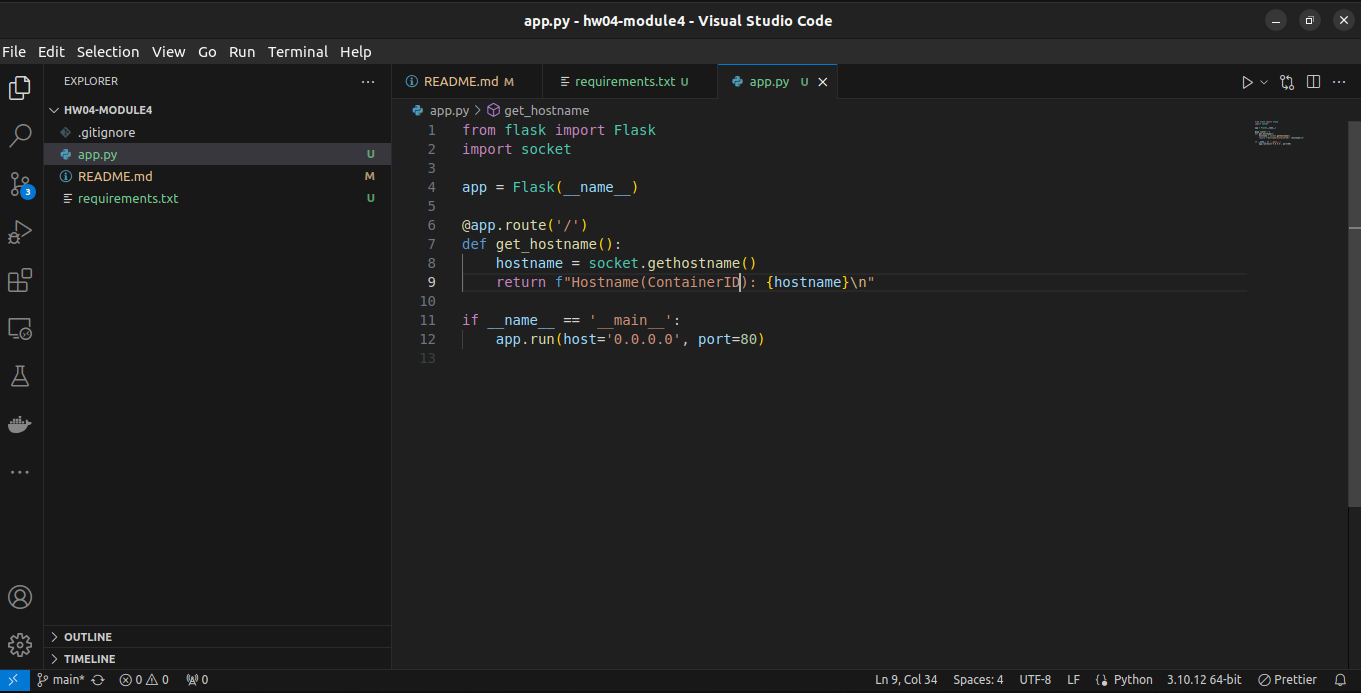 app.py - hw04-module4 - Visual Studio Code
File Edit Selection View Go Run Terminal Help
EXPLORER
README.md M
requirements.txt U
app.py U
HW04-MODULE4
.gitignore
app.py U
README.md M
requirements.txt U
3
app.py > get_hostname
1 from flask import Flask
2 import socket
3
4 app = Flask(__name__)
5
6 @app.route('/')
7 def get_hostname():
8     hostname = socket.gethostname()
9     return f"Hostname(ContainerID): {hostname}\n"
10
11 if __name__ == '__main__':
12     app.run(host='0.0.0.0', port=80)
13
OUTLINE
TIMELINE
main* 0 0 0 Ln 9, Col 34 Spaces: 4 UTF-8 LF Python 3.10.12 64-bit Prettier